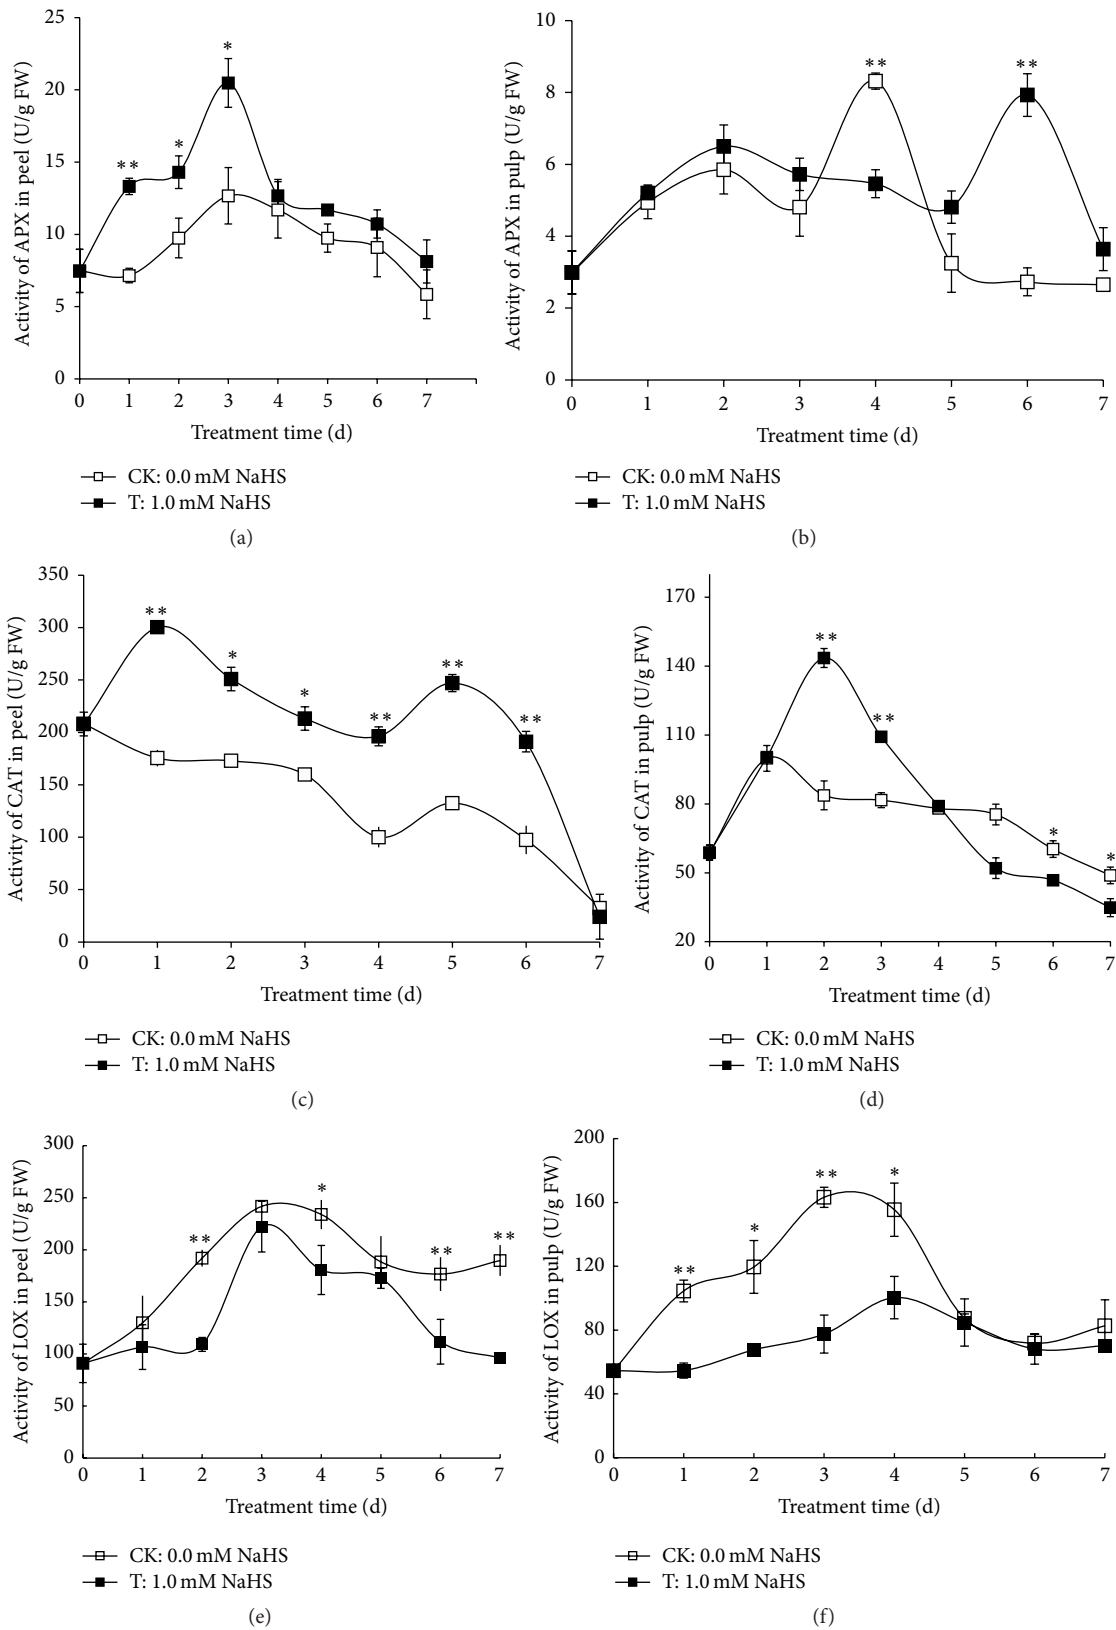 Activity of APX in peel (U/g FW)
25
20
15
10
5
0
**
*
*
0 1 2 3 4 5 6 7
Treatment time (d)
CK: 0.0 mM NaHS
T: 1.0 mM NaHS
(a)
Activity of APX in pulp (U/g FW)
10
8
6
4
2
0
**
**
0 1 2 3 4 5 6 7
Treatment time (d)
CK: 0.0 mM NaHS
T: 1.0 mM NaHS
(b)
Activity of CAT in peel (U/g FW)
350
300
250
200
150
100
50
0
**
*
*
**
**
**
0 1 2 3 4 5 6 7
Treatment time (d)
CK: 0.0 mM NaHS
T: 1.0 mM NaHS
(c)
Activity of CAT in pulp (U/g FW)
170
140
110
80
50
20
**
**
*
*
0 1 2 3 4 5 6 7
Treatment time (d)
CK: 0.0 mM NaHS
T: 1.0 mM NaHS
(d)
Activity of LOX in peel (U/g FW)
300
250
200
150
100
50
0
**
*
**
**
0 1 2 3 4 5 6 7
Treatment time (d)
CK: 0.0 mM NaHS
T: 1.0 mM NaHS
(e)
Activity of LOX in pulp (U/g FW)
200
160
120
80
40
0
**
*
**
*
0 1 2 3 4 5 6 7
Treatment time (d)
CK: 0.0 mM NaHS
T: 1.0 mM NaHS
(f)